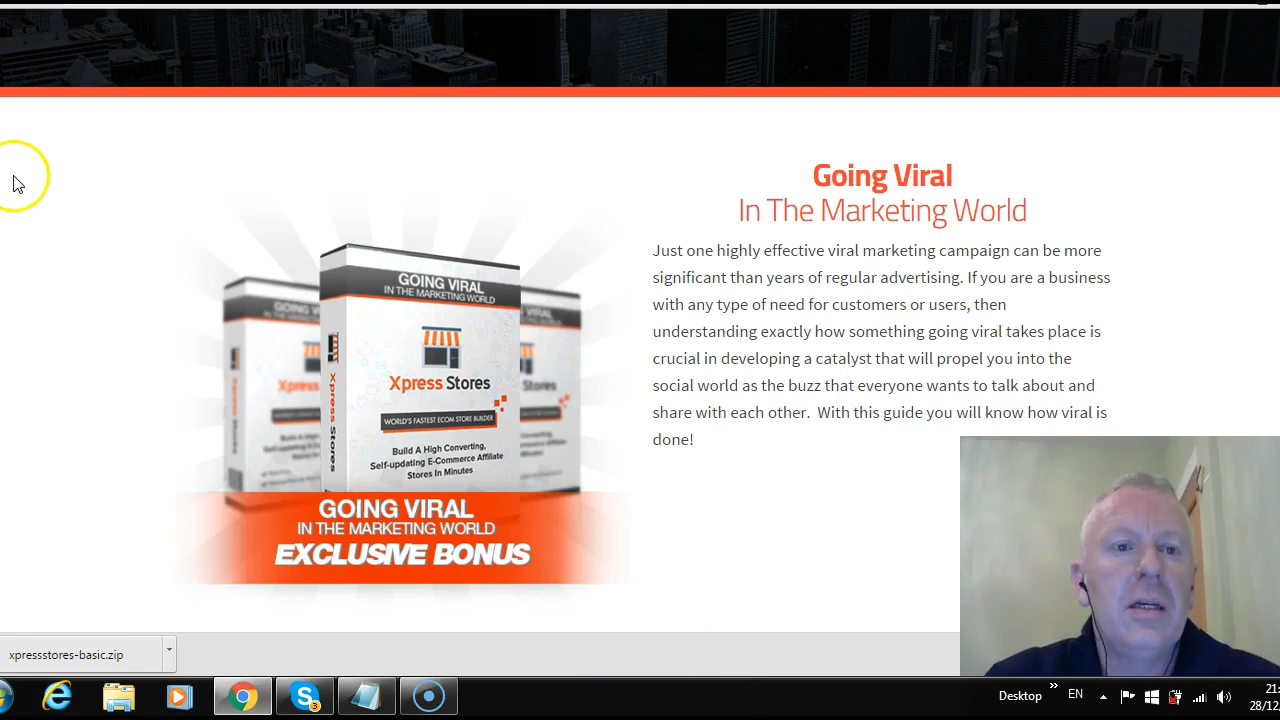 Going Viral
In The Marketing World
Just one highly effective viral marketing campaign can be more
significant than years of regular advertising. If you are a business
with any type of need for customers or users, then
understanding exactly how something going viral takes place is
crucial in developing a catalyst that will propel you into the
social world as the buzz that everyone wants to talk about and
share with each other.  With this guide you will know how viral is
done!
GOING VIRAL
IN THE MARKETING WORLD
Xpress Stores
WORLD'S FASTEST ECOM STORE BUILDER
Build A High Converting,
Self-updating E-Commerce Affiliate
Stores In Minutes
Xpress Stores
GOING VIRAL
IN THE MARKETING WORLD
EXCLUSIVE BONUS
xpressstores-basic.zip
3
Desktop
EN
21:
28/12/